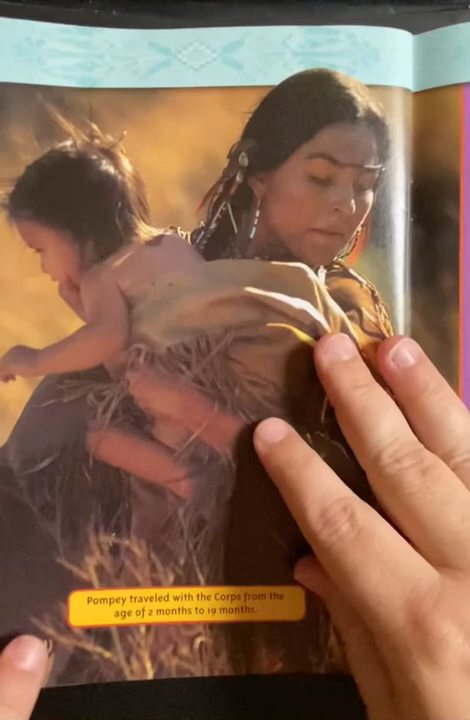 Pompey traveled with the Corps from the
age of 2 months to 19 months.